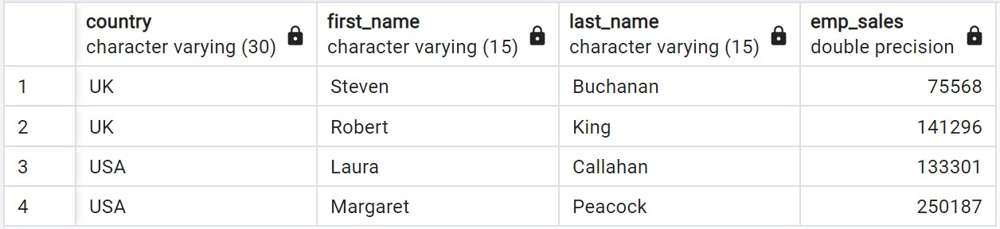 country first_name last_name emp_sales
character varying (30) character varying (15) character varying (15) double precision
1 UK Steven Buchanan 75568
2 UK Robert King 141296
3 USA Laura Callahan 133301
4 USA Margaret Peacock 250187